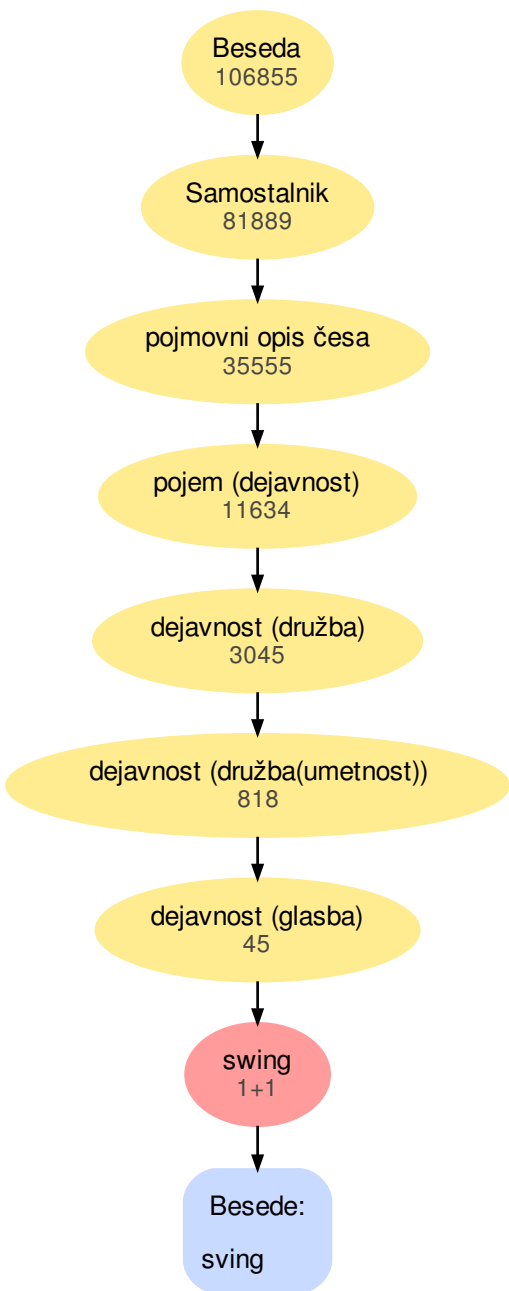 Beseda
106855
Samostalnik
81889
pojmovni opis česa
35555
pojem (dejavnost)
11634
dejavnost (družba)
3045
dejavnost (družba(umetnost))
818
dejavnost (glasba)
45
swing
1+1
Besede:
sving